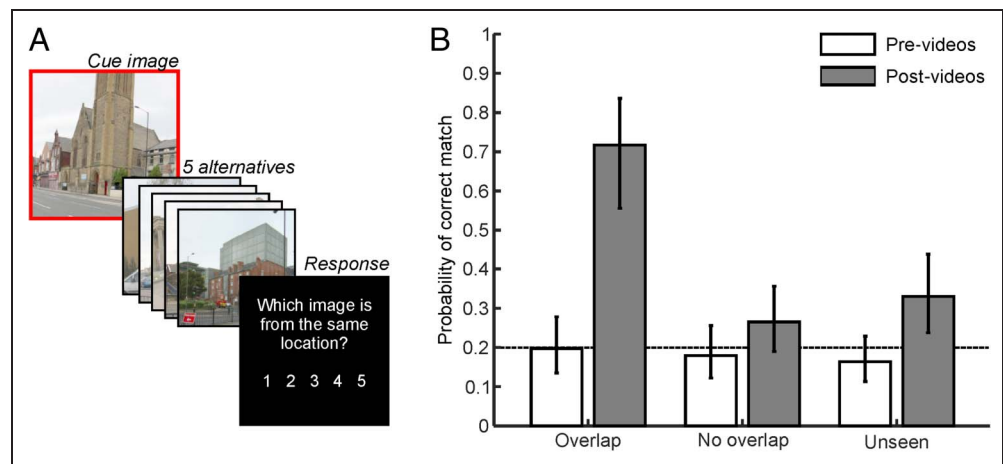 A
Cue image
5 alternatives
Response
Which image is
from the same
location?
1 2 3 4 5
B
Probability of correct match
1
0.9
0.8
0.7
0.6
0.5
0.4
0.3
0.2
0.1
0
Pre-videos
Post-videos
Overlap
No overlap
Unseen